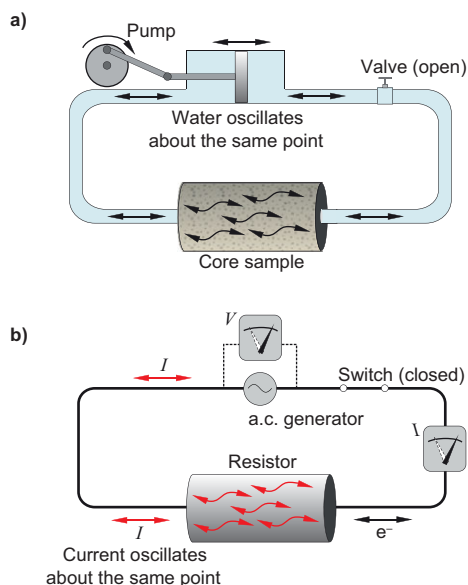 a)
Pump
Valve (open)
Water oscillates
about the same point
Core sample
b)
V
I
Switch (closed)
a.c. generator
I
Resistor
I
e–
Current oscillates
about the same point